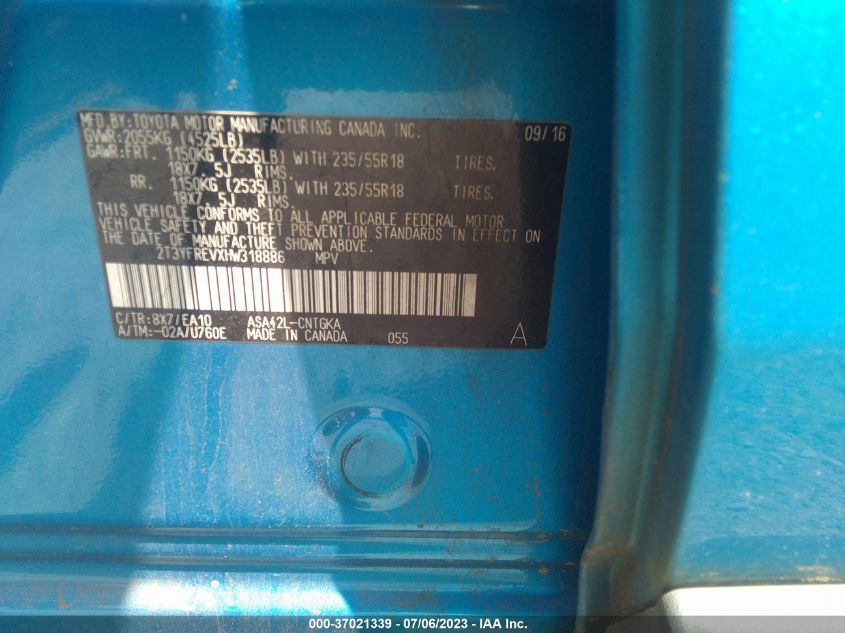 MFD.BY:TOYOTA MOTOR MANUFACTURING CANADA INC. 09/16
GVWR:2055KG (4525LB)
GAWR:FRT. 1150KG (2535LB) WITH 235/55R18 TIRES,
18X7. 5J RIMS.
RR. 1150KG (2535LB) WITH 235/55R18 TIRES,
18X7. 5J RIMS.
THIS VEHICLE CONFORMS TO ALL APPLICABLE FEDERAL MOTOR
VEHICLE SAFETY AND THEFT PREVENTION STANDARDS IN EFFECT ON
THE DATE OF MANUFACTURE SHOWN ABOVE.
2T3YFREVXHW318886 MPV
C/TR:8X7/EA10 ASA42L-CNTGKA
A/TM:-02A/U760E MADE IN CANADA 055 A
000-37021339 - 07/06/2023 - IAA Inc.